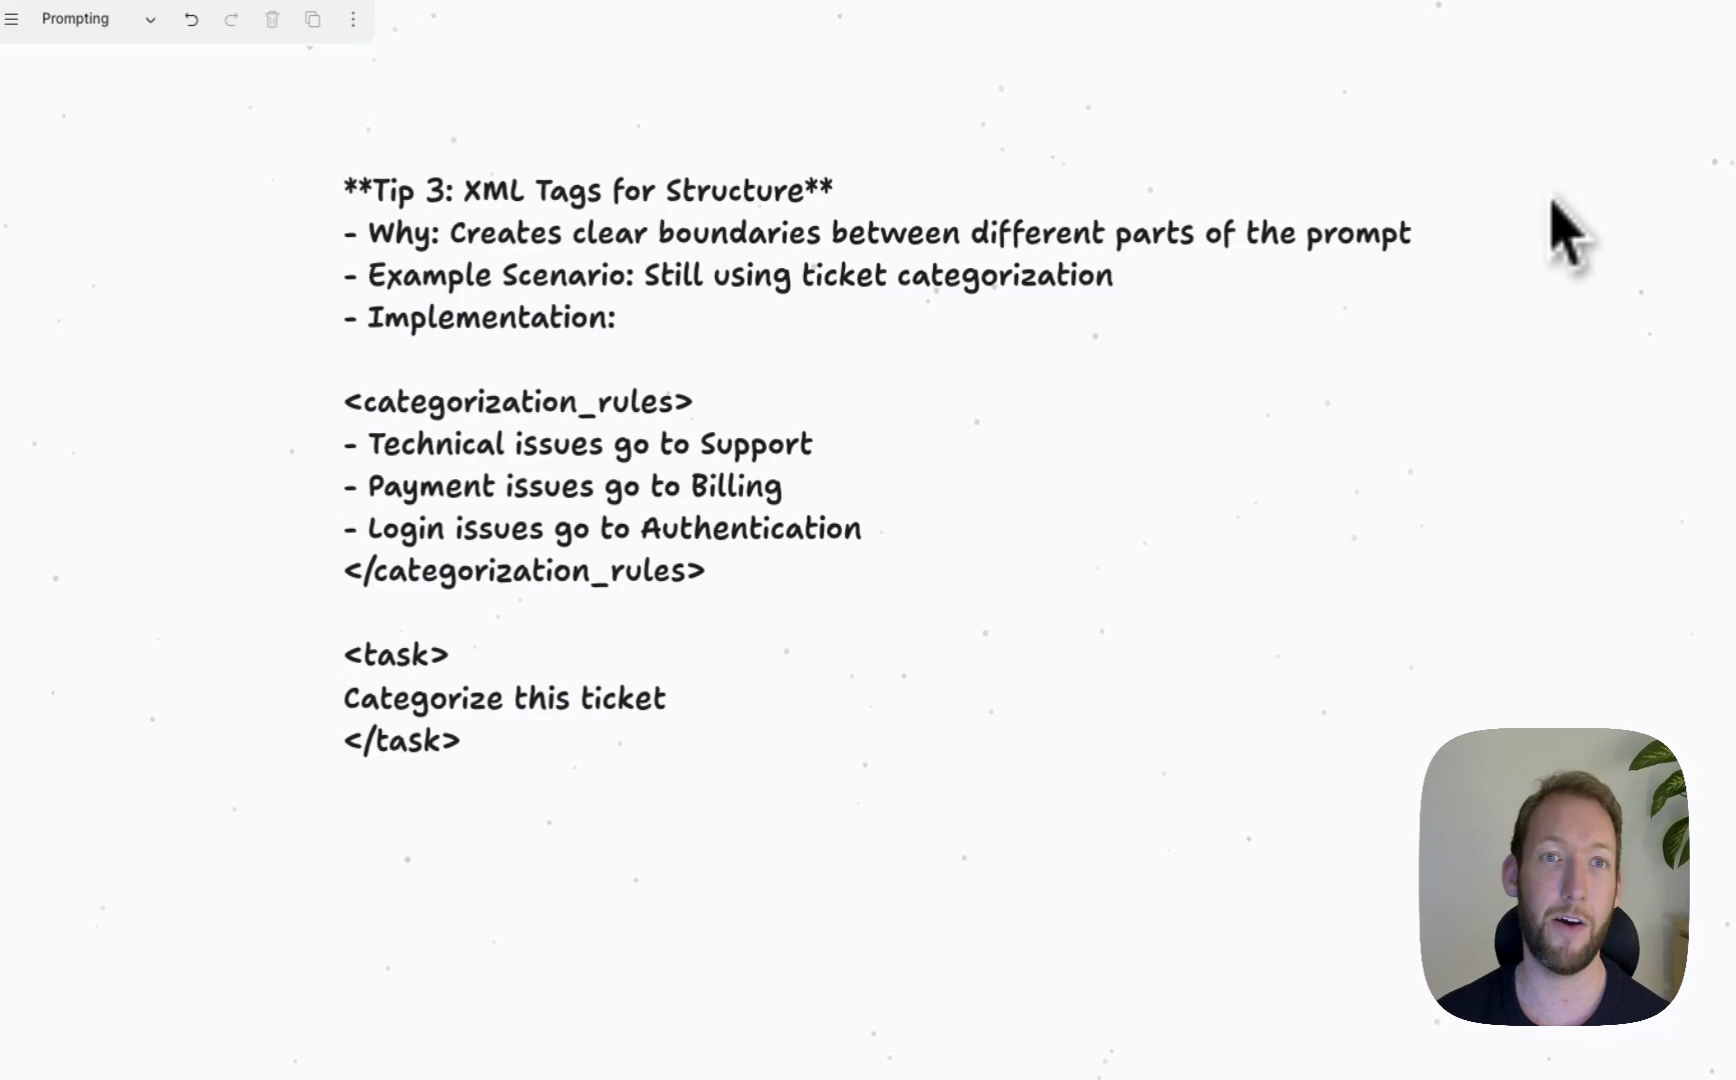 Prompting
**Tip 3: XML Tags for Structure**
- Why: Creates clear boundaries between different parts of the prompt
- Example Scenario: Still using ticket categorization
- Implementation:
<categorization_rules>
- Technical issues go to Support
- Payment issues go to Billing
- Login issues go to Authentication
</categorization_rules>
<task>
Categorize this ticket
</task>